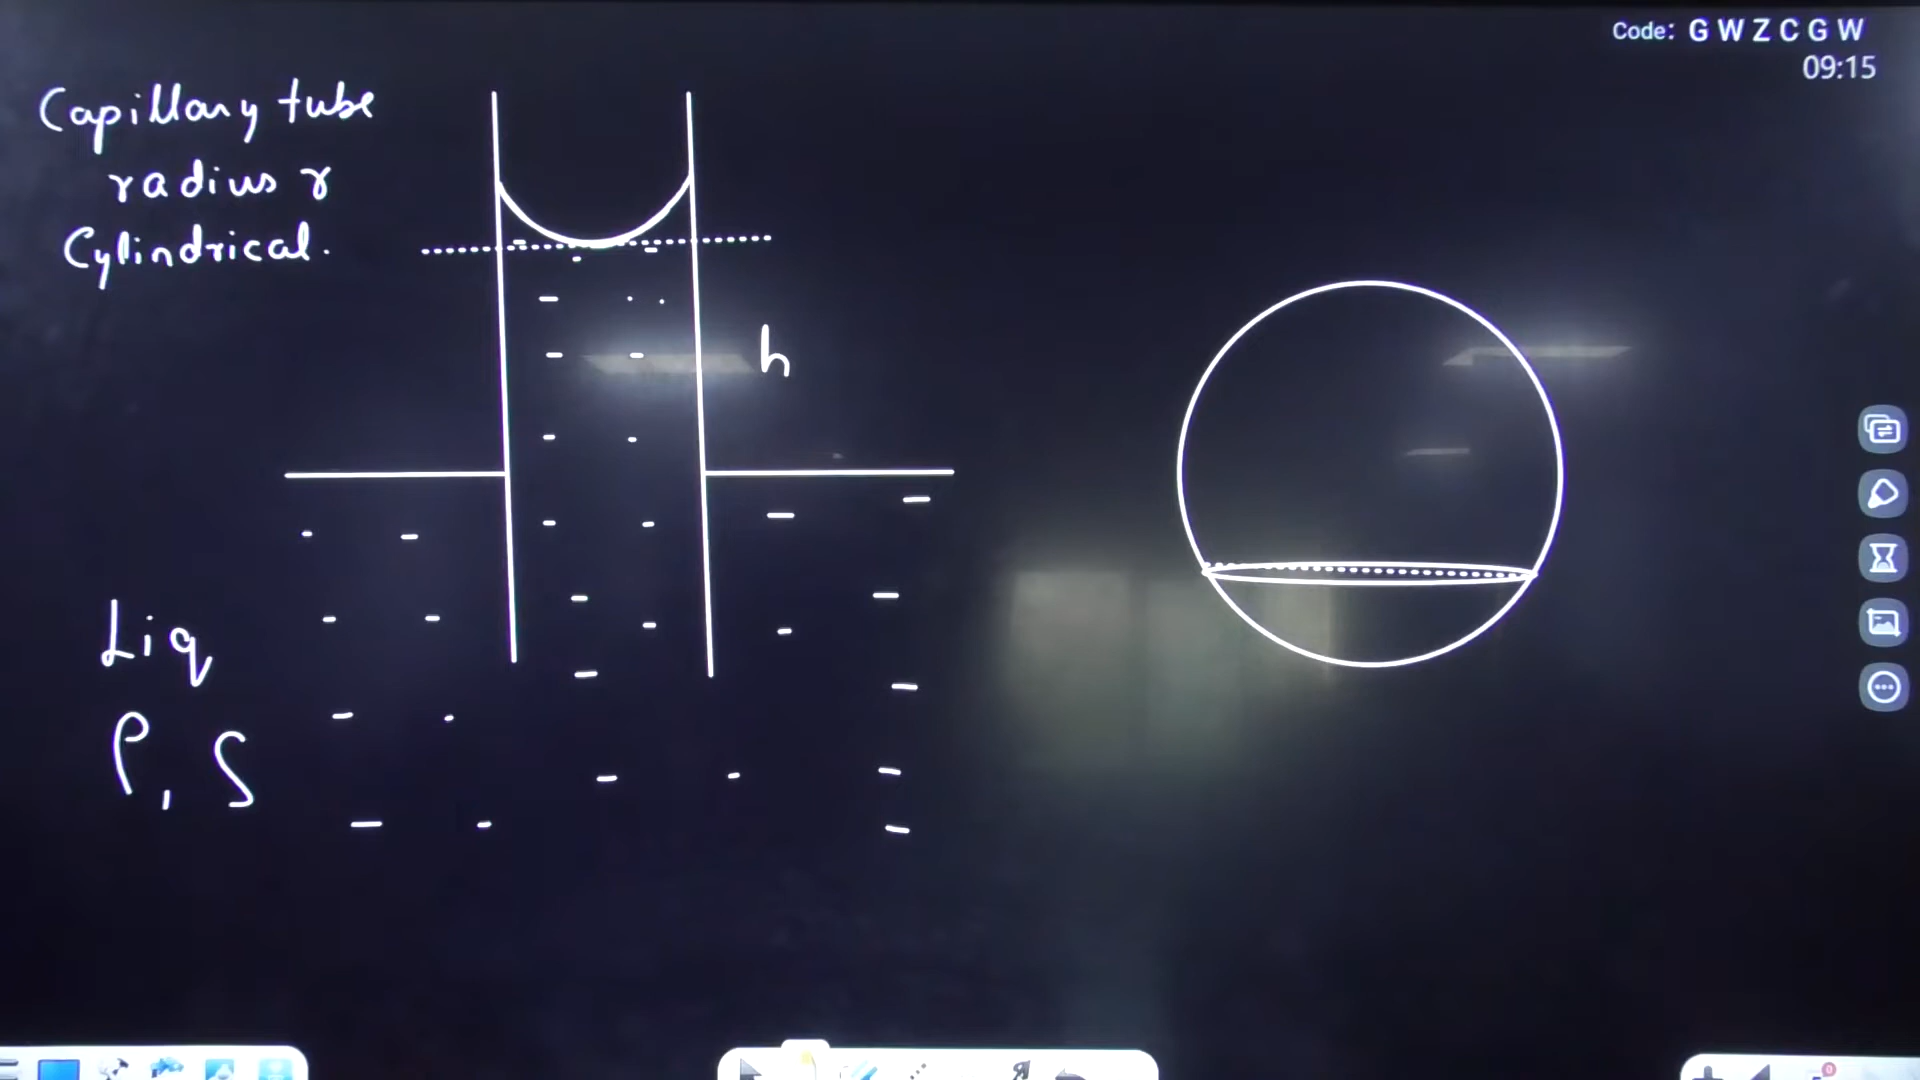 Code: GWZCGW
09:15
Capillary tube
radius r
Cylindrical.
h
Liq
ρ, S